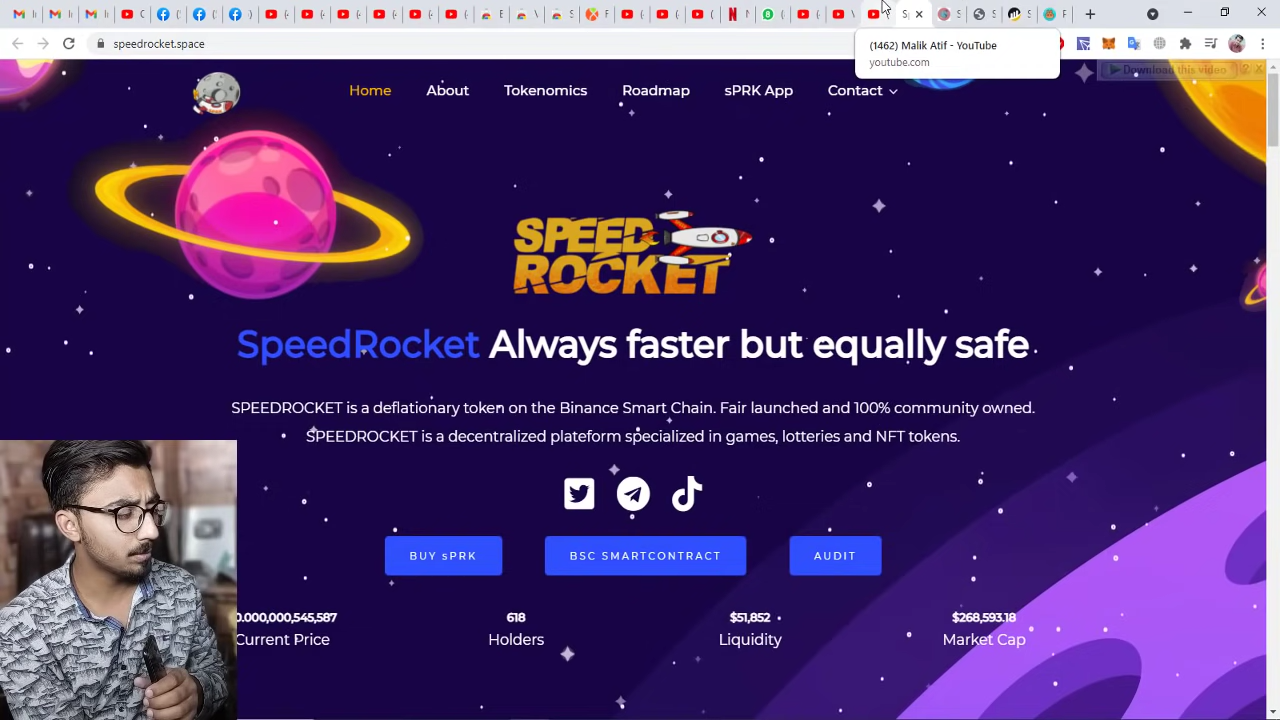 S
speedrocket.space
(1462) Malik Atif - YouTube
youtube.com
Download this video
?
X
Home
About
Tokenomics
Roadmap
sPRK App
Contact
SPEED
ROCKET
SpeedRocket Always faster but equally safe
SPEEDROCKET is a deflationary token on the Binance Smart Chain. Fair launched and 100% community owned.
SPEEDROCKET is a decentralized plateform specialized in games, lotteries and NFT tokens.
BUY sPRK
BSC SMARTCONTRACT
AUDIT
0.000,000,545,587
618
$51,852
$268,593.18
Current Price
Holders
Liquidity
Market Cap